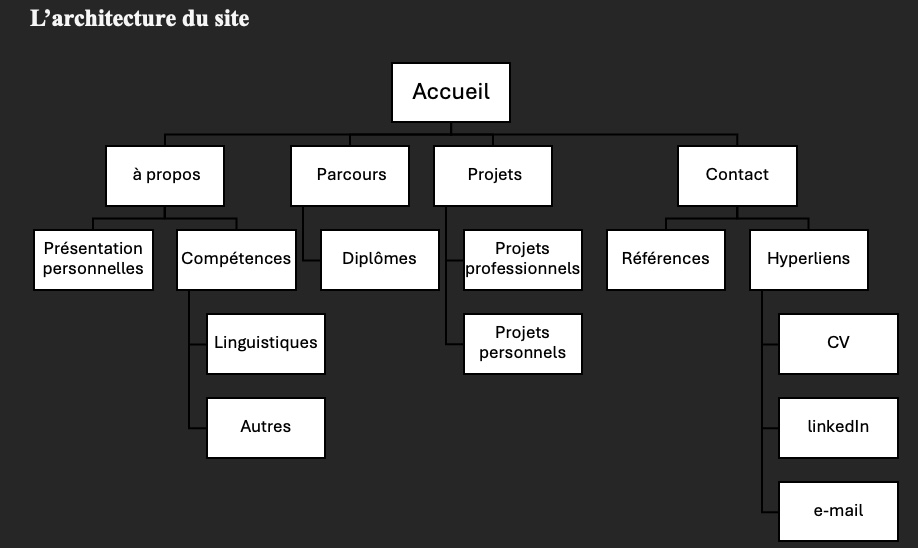 L’architecture du site
Accueil
à propos
Parcours
Projets
Contact
Présentation
personnelles
Compétences
Diplômes
Projets
professionnels
Références
Hyperliens
Linguistiques
Projets
personnels
CV
Autres
linkedIn
e-mail